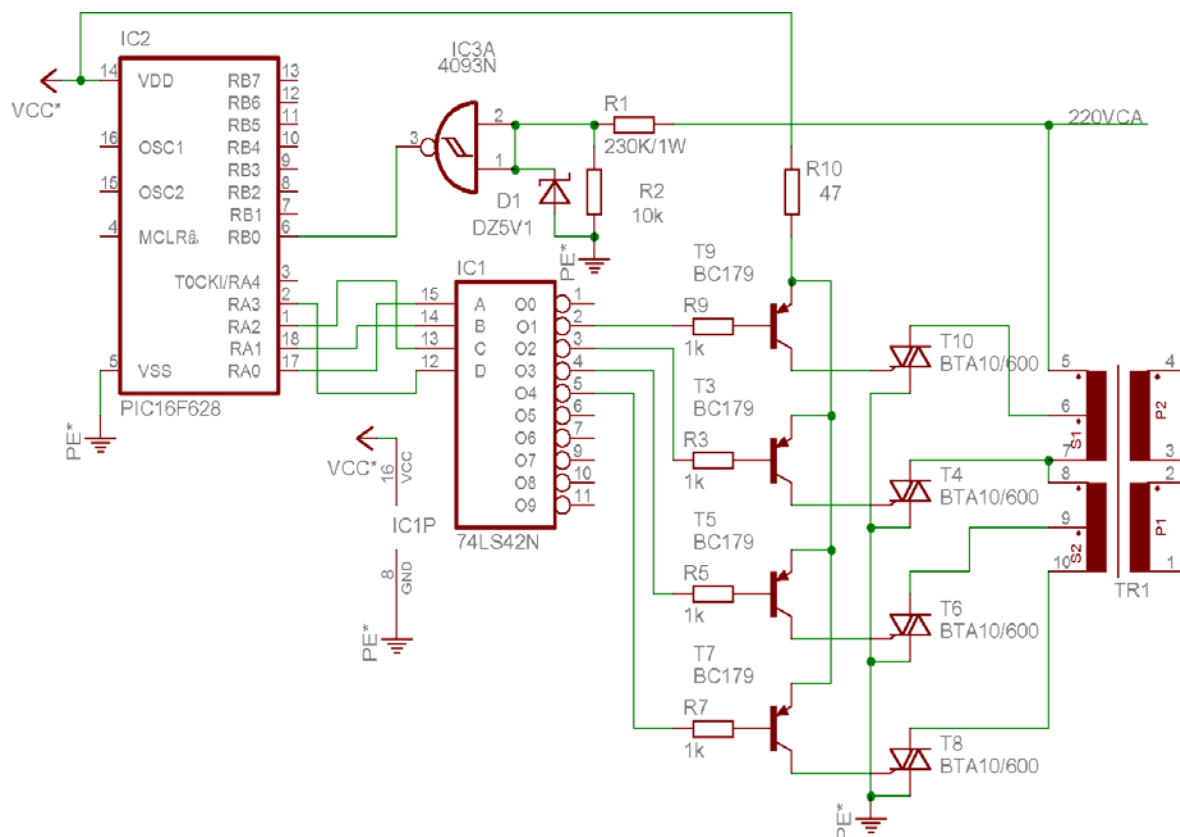 IC2
14 VDD RB7 13
VCC*
RB6 12
RB5 11
16 OSC1 RB4 10
RB3 9
15 OSC2 RB2 8
RB1 7
4 MCLRâ RB0 6
T0CKI/RA4 3
RA3 2
RA2 1
RA1 18
5 VSS RA0 17
PIC16F628
PE*
IC3A
4093N
3
2
1
R1
230K/1W
220VCA
D1
DZ5V1
R2
10k
PE*
R10
47
IC1
15 A O0 1
14 B O1 2
13 C O2 3
12 D O3 4
O4 5
O5 6
O6 7
O7 9
O8 10
O9 11
74LS42N
VCC*
16 VCC
IC1P
8 GND
PE*
T9
BC179
R9
1k
T3
BC179
R3
1k
T5
BC179
R5
1k
T7
BC179
R7
1k
T10
BTA10/600
T4
BTA10/600
T6
BTA10/600
T8
BTA10/600
PE*
5
6
S1
7
8
9
S2
10
4
P2
3
2
P1
1
TR1